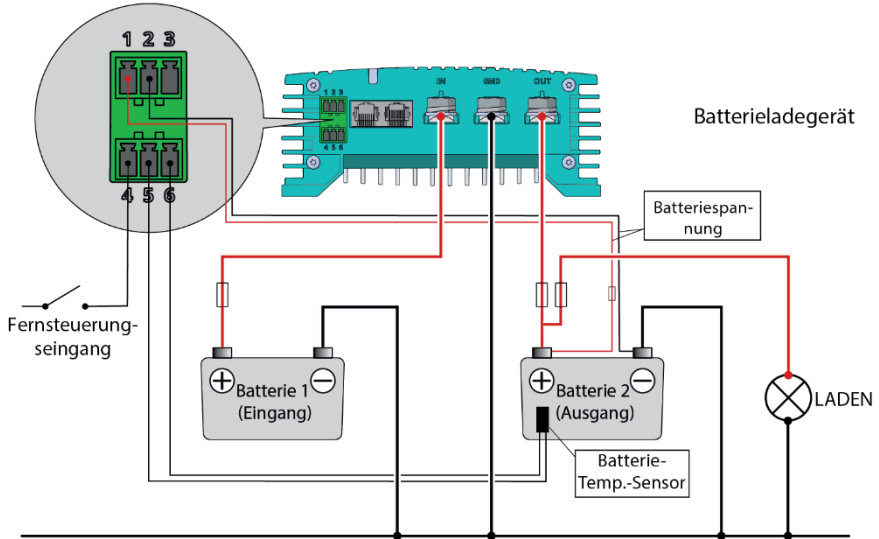 1 2 3
4 5 6
1 2 3
4 5 6
IN
GND
OUT
Batterieladegerät
Batteriespan-
nung
Fernsteuerung-
seingang
Batterie 1
(Eingang)
Batterie 2
(Ausgang)
LADEN
Batterie-
Temp.-Sensor